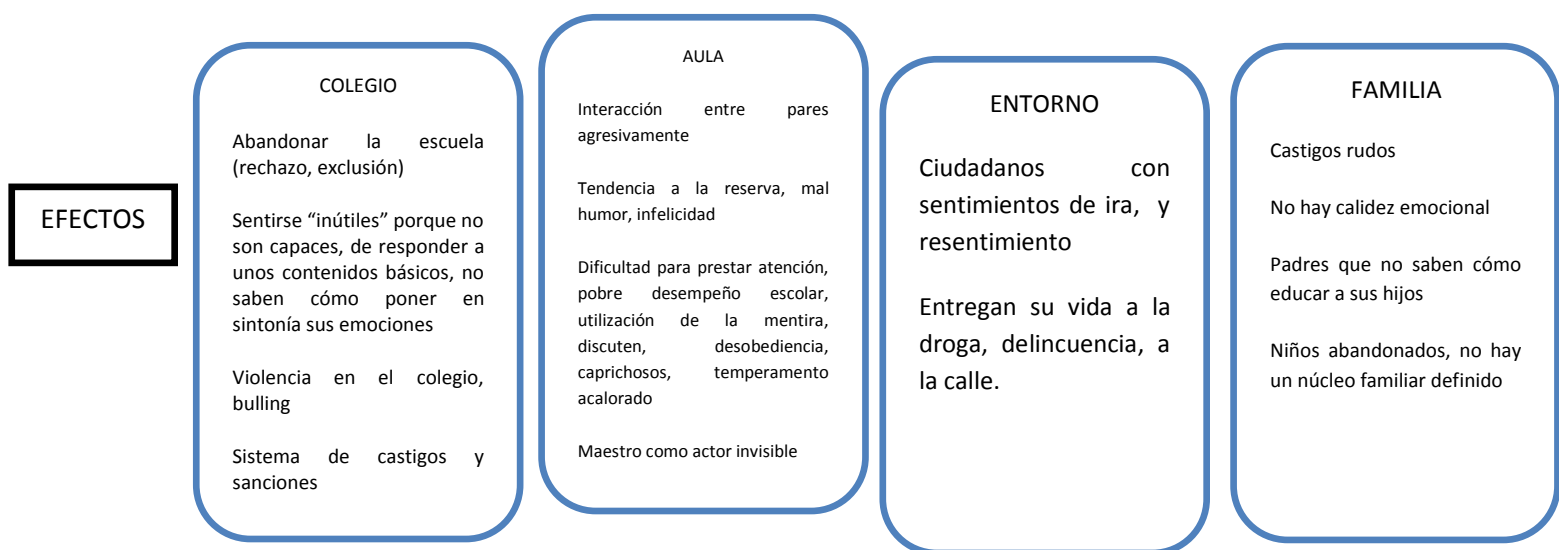 EFECTOS
COLEGIO
Abandonar la escuela
(rechazo, exclusión)
Sentirse “inútiles” porque no
son capaces, de responder a
unos contenidos básicos, no
saben cómo poner en
sintonía sus emociones
Violencia en el colegio,
bulling
Sistema de castigos y
sanciones
AULA
Interacción entre pares
agresivamente
Tendencia a la reserva, mal
humor, infelicidad
Dificultad para prestar atención,
pobre desempeño escolar,
utilización de la mentira,
discuten, desobediencia,
caprichosos, temperamento
acalorado
Maestro como actor invisible
ENTORNO
Ciudadanos con
sentimientos de ira, y
resentimiento
Entregan su vida a la
droga, delincuencia, a
la calle.
FAMILIA
Castigos rudos
No hay calidez emocional
Padres que no saben cómo
educar a sus hijos
Niños abandonados, no hay
un núcleo familiar definido